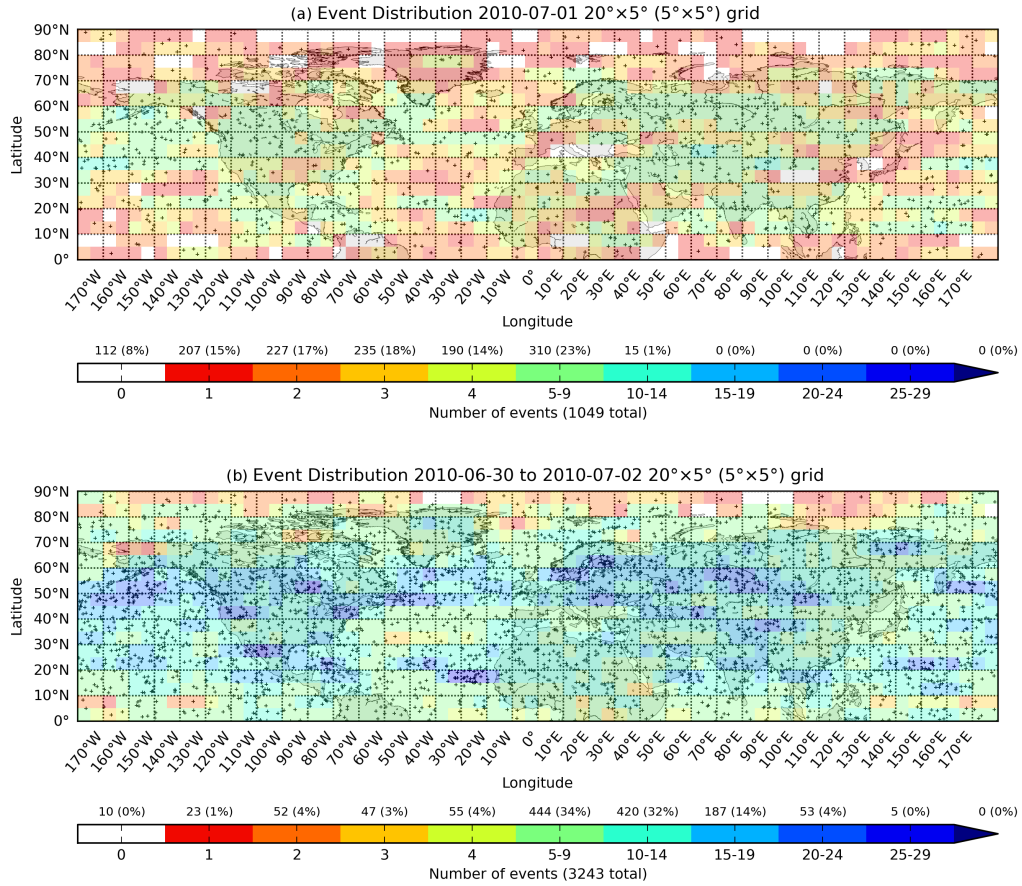 (a) Event Distribution 2010-07-01 20°×5° (5°×5°) grid
90°N
80°N
70°N
60°N
50°N
40°N
30°N
20°N
10°N
0°
Latitude
170°W 160°W 150°W 140°W 130°W 120°W 110°W 100°W 90°W 80°W 70°W 60°W 50°W 40°W 30°W 20°W 10°W 0° 10°E 20°E 30°E 40°E 50°E 60°E 70°E 80°E 90°E 100°E 110°E 120°E 130°E 140°E 150°E 160°E 170°E
Longitude
112 (8%) 207 (15%) 227 (17%) 235 (18%) 190 (14%) 310 (23%) 15 (1%) 0 (0%) 0 (0%) 0 (0%) 0 (0%)
0 1 2 3 4 5-9 10-14 15-19 20-24 25-29
Number of events (1049 total)
(b) Event Distribution 2010-06-30 to 2010-07-02 20°×5° (5°×5°) grid
90°N
80°N
70°N
60°N
50°N
40°N
30°N
20°N
10°N
0°
Latitude
170°W 160°W 150°W 140°W 130°W 120°W 110°W 100°W 90°W 80°W 70°W 60°W 50°W 40°W 30°W 20°W 10°W 0° 10°E 20°E 30°E 40°E 50°E 60°E 70°E 80°E 90°E 100°E 110°E 120°E 130°E 140°E 150°E 160°E 170°E
Longitude
10 (0%) 23 (1%) 52 (4%) 47 (3%) 55 (4%) 444 (34%) 420 (32%) 187 (14%) 53 (4%) 5 (0%) 0 (0%)
0 1 2 3 4 5-9 10-14 15-19 20-24 25-29
Number of events (3243 total)